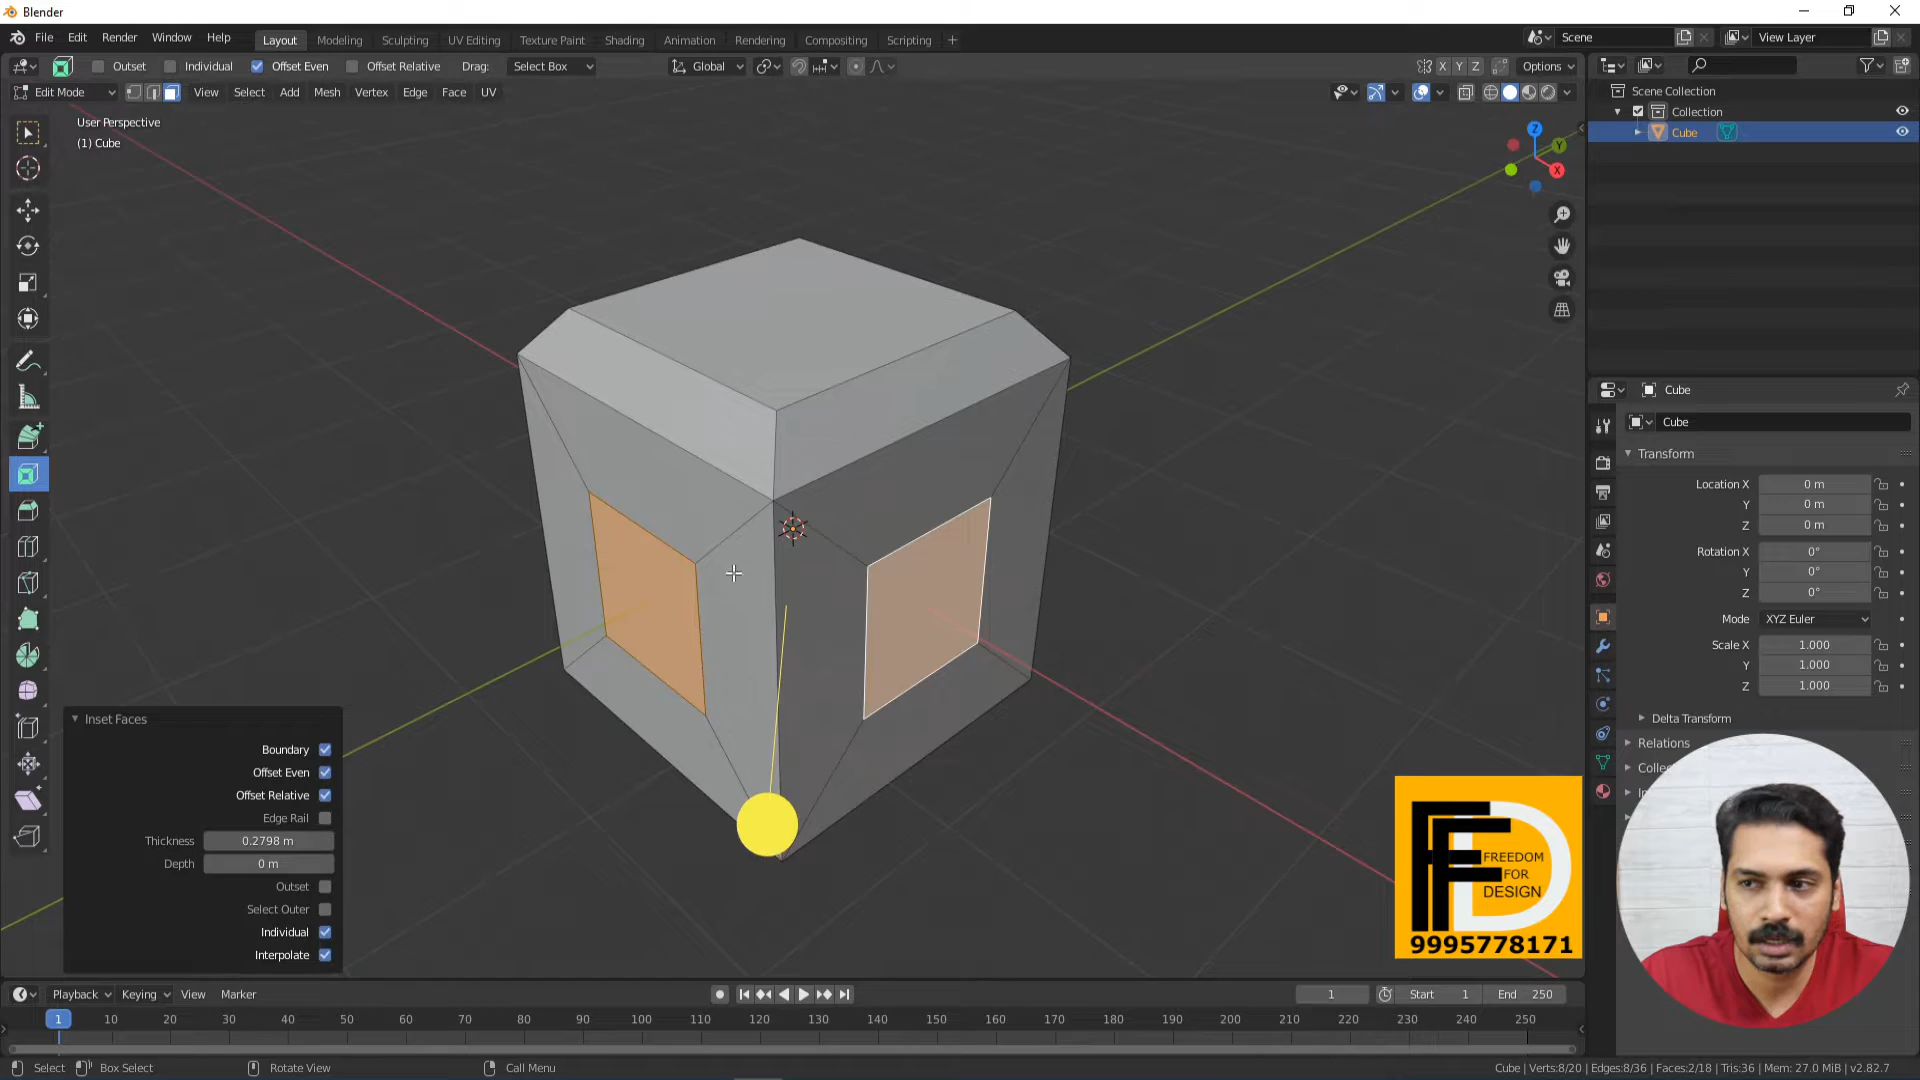 Blender
File Edit Render Window Help Layout Modeling Sculpting UV Editing Texture Paint Shading Animation Rendering Compositing Scripting + Scene View Layer
Outset Individual Offset Even Offset Relative Drag: Select Box Global X Y Z Options
Edit Mode View Select Add Mesh Vertex Edge Face UV
Scene Collection
Collection
Cube
User Perspective
(1) Cube
Z
Y
X
Cube
Cube
Transform
Location X 0 m
Y 0 m
Z 0 m
Rotation X 0°
Y 0°
Z 0°
Mode XYZ Euler
Scale X 1.000
Y 1.000
Z 1.000
Delta Transform
Relations
Inset Faces
Boundary
Offset Even
Offset Relative
Edge Rail
Thickness 0.2798 m
Depth 0 m
Outset
Select Outer
Individual
Interpolate
FREEDOM
FOR
DESIGN
9995778171
Playback Keying View Marker 1 Start 1 End 250
1 10 20 30 40 50 60 70 80 90 100 110 120 130 140 150 160 170 180 190 200 210 220 230 240 250
Select Box Select Rotate View Call Menu Cube | Verts:8/20 | Edges:8/36 | Faces:2/18 | Tris:36 | Mem: 27.0 MiB | v2.82.7